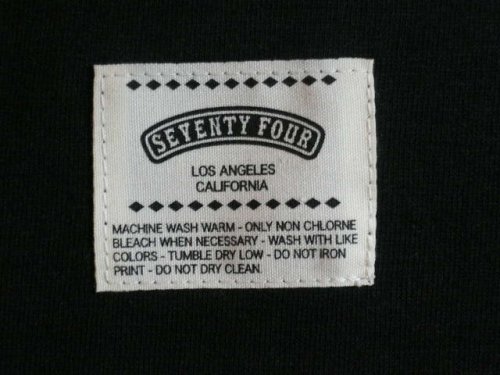 SEVENTY FOUR
LOS ANGELES
CALIFORNIA
MACHINE WASH WARM - ONLY NON CHLORNE
BLEACH WHEN NECESSARY - WASH WITH LIKE
COLORS - TUMBLE DRY LOW - DO NOT IRON
PRINT - DO NOT DRY CLEAN.